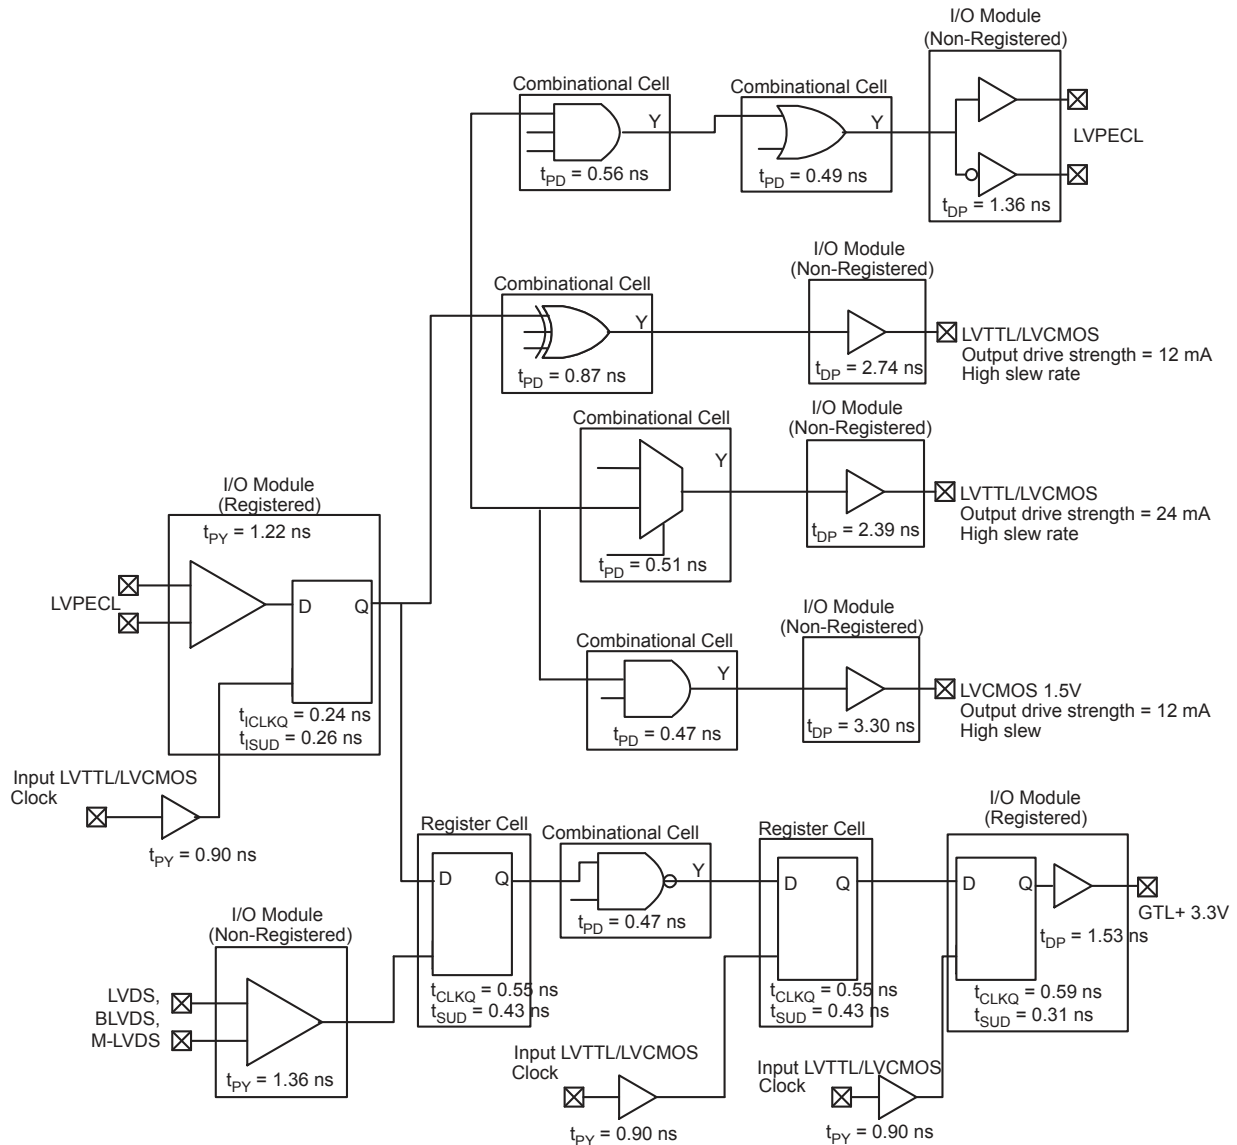 I/O Module
(Non-Registered)
Combinational Cell
Y
tPD = 0.56 ns
Combinational Cell
Y
tPD = 0.49 ns
LVPECL
tDP = 1.36 ns
I/O Module
(Non-Registered)
Combinational Cell
Y
tPD = 0.87 ns
tDP = 2.74 ns
LVTTL/LVCMOS
Output drive strength = 12 mA
High slew rate
I/O Module
(Non-Registered)
Combinational Cell
Y
tPD = 0.51 ns
tDP = 2.39 ns
LVTTL/LVCMOS
Output drive strength = 24 mA
High slew rate
I/O Module
(Registered)
tPY = 1.22 ns
LVPECL
D
Q
tICLKQ = 0.24 ns
tISUD = 0.26 ns
I/O Module
(Non-Registered)
Combinational Cell
Y
tPD = 0.47 ns
tDP = 3.30 ns
LVCMOS 1.5V
Output drive strength = 12 mA
High slew
Input LVTTL/LVCMOS
Clock
tPY = 0.90 ns
Register Cell
D
Q
tCLKQ = 0.55 ns
tSUD = 0.43 ns
Combinational Cell
Y
tPD = 0.47 ns
Register Cell
D
Q
tCLKQ = 0.55 ns
tSUD = 0.43 ns
I/O Module
(Registered)
D
Q
tDP = 1.53 ns
tCLKQ = 0.59 ns
tSUD = 0.31 ns
GTL+ 3.3V
I/O Module
(Non-Registered)
LVDS,
BLVDS,
M-LVDS
tPY = 1.36 ns
Input LVTTL/LVCMOS
Clock
tPY = 0.90 ns
Input LVTTL/LVCMOS
Clock
tPY = 0.90 ns